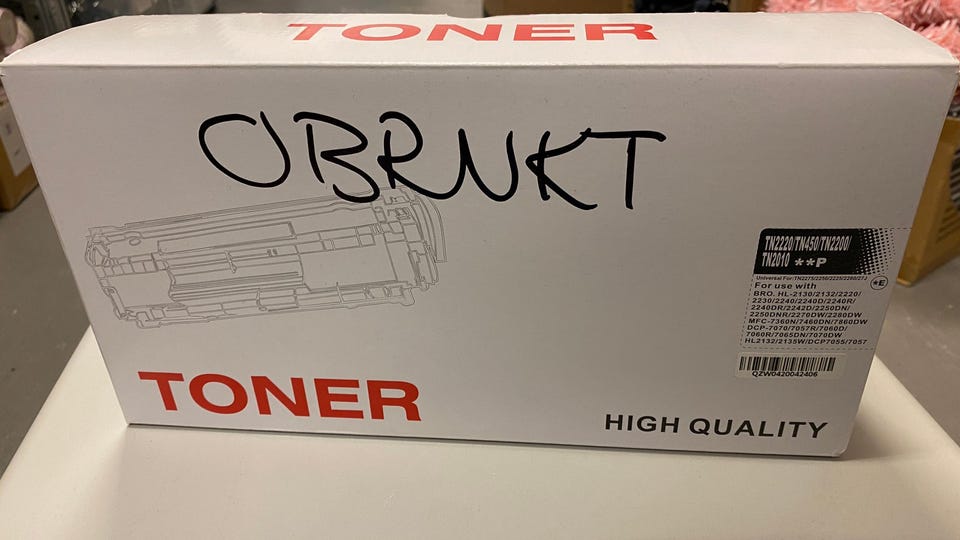 TONER
OBRNKT
TN2220/TN450/TN2200/
TN2010 **P
For use with
BRO. HL-2130/2132/2220/
2230/2240/2240D/2240R/
2240DR/2242D/2250DN/
2250DNR/2270DW/2280DW
MFC-7360N/7460DN/7860DW
DCP-7070/7057R/7060D/
7060R/7065DN/7070DW
HL2132/2135W/DCP7055/7057
*E
QZW0420042406
TONER
HIGH QUALITY